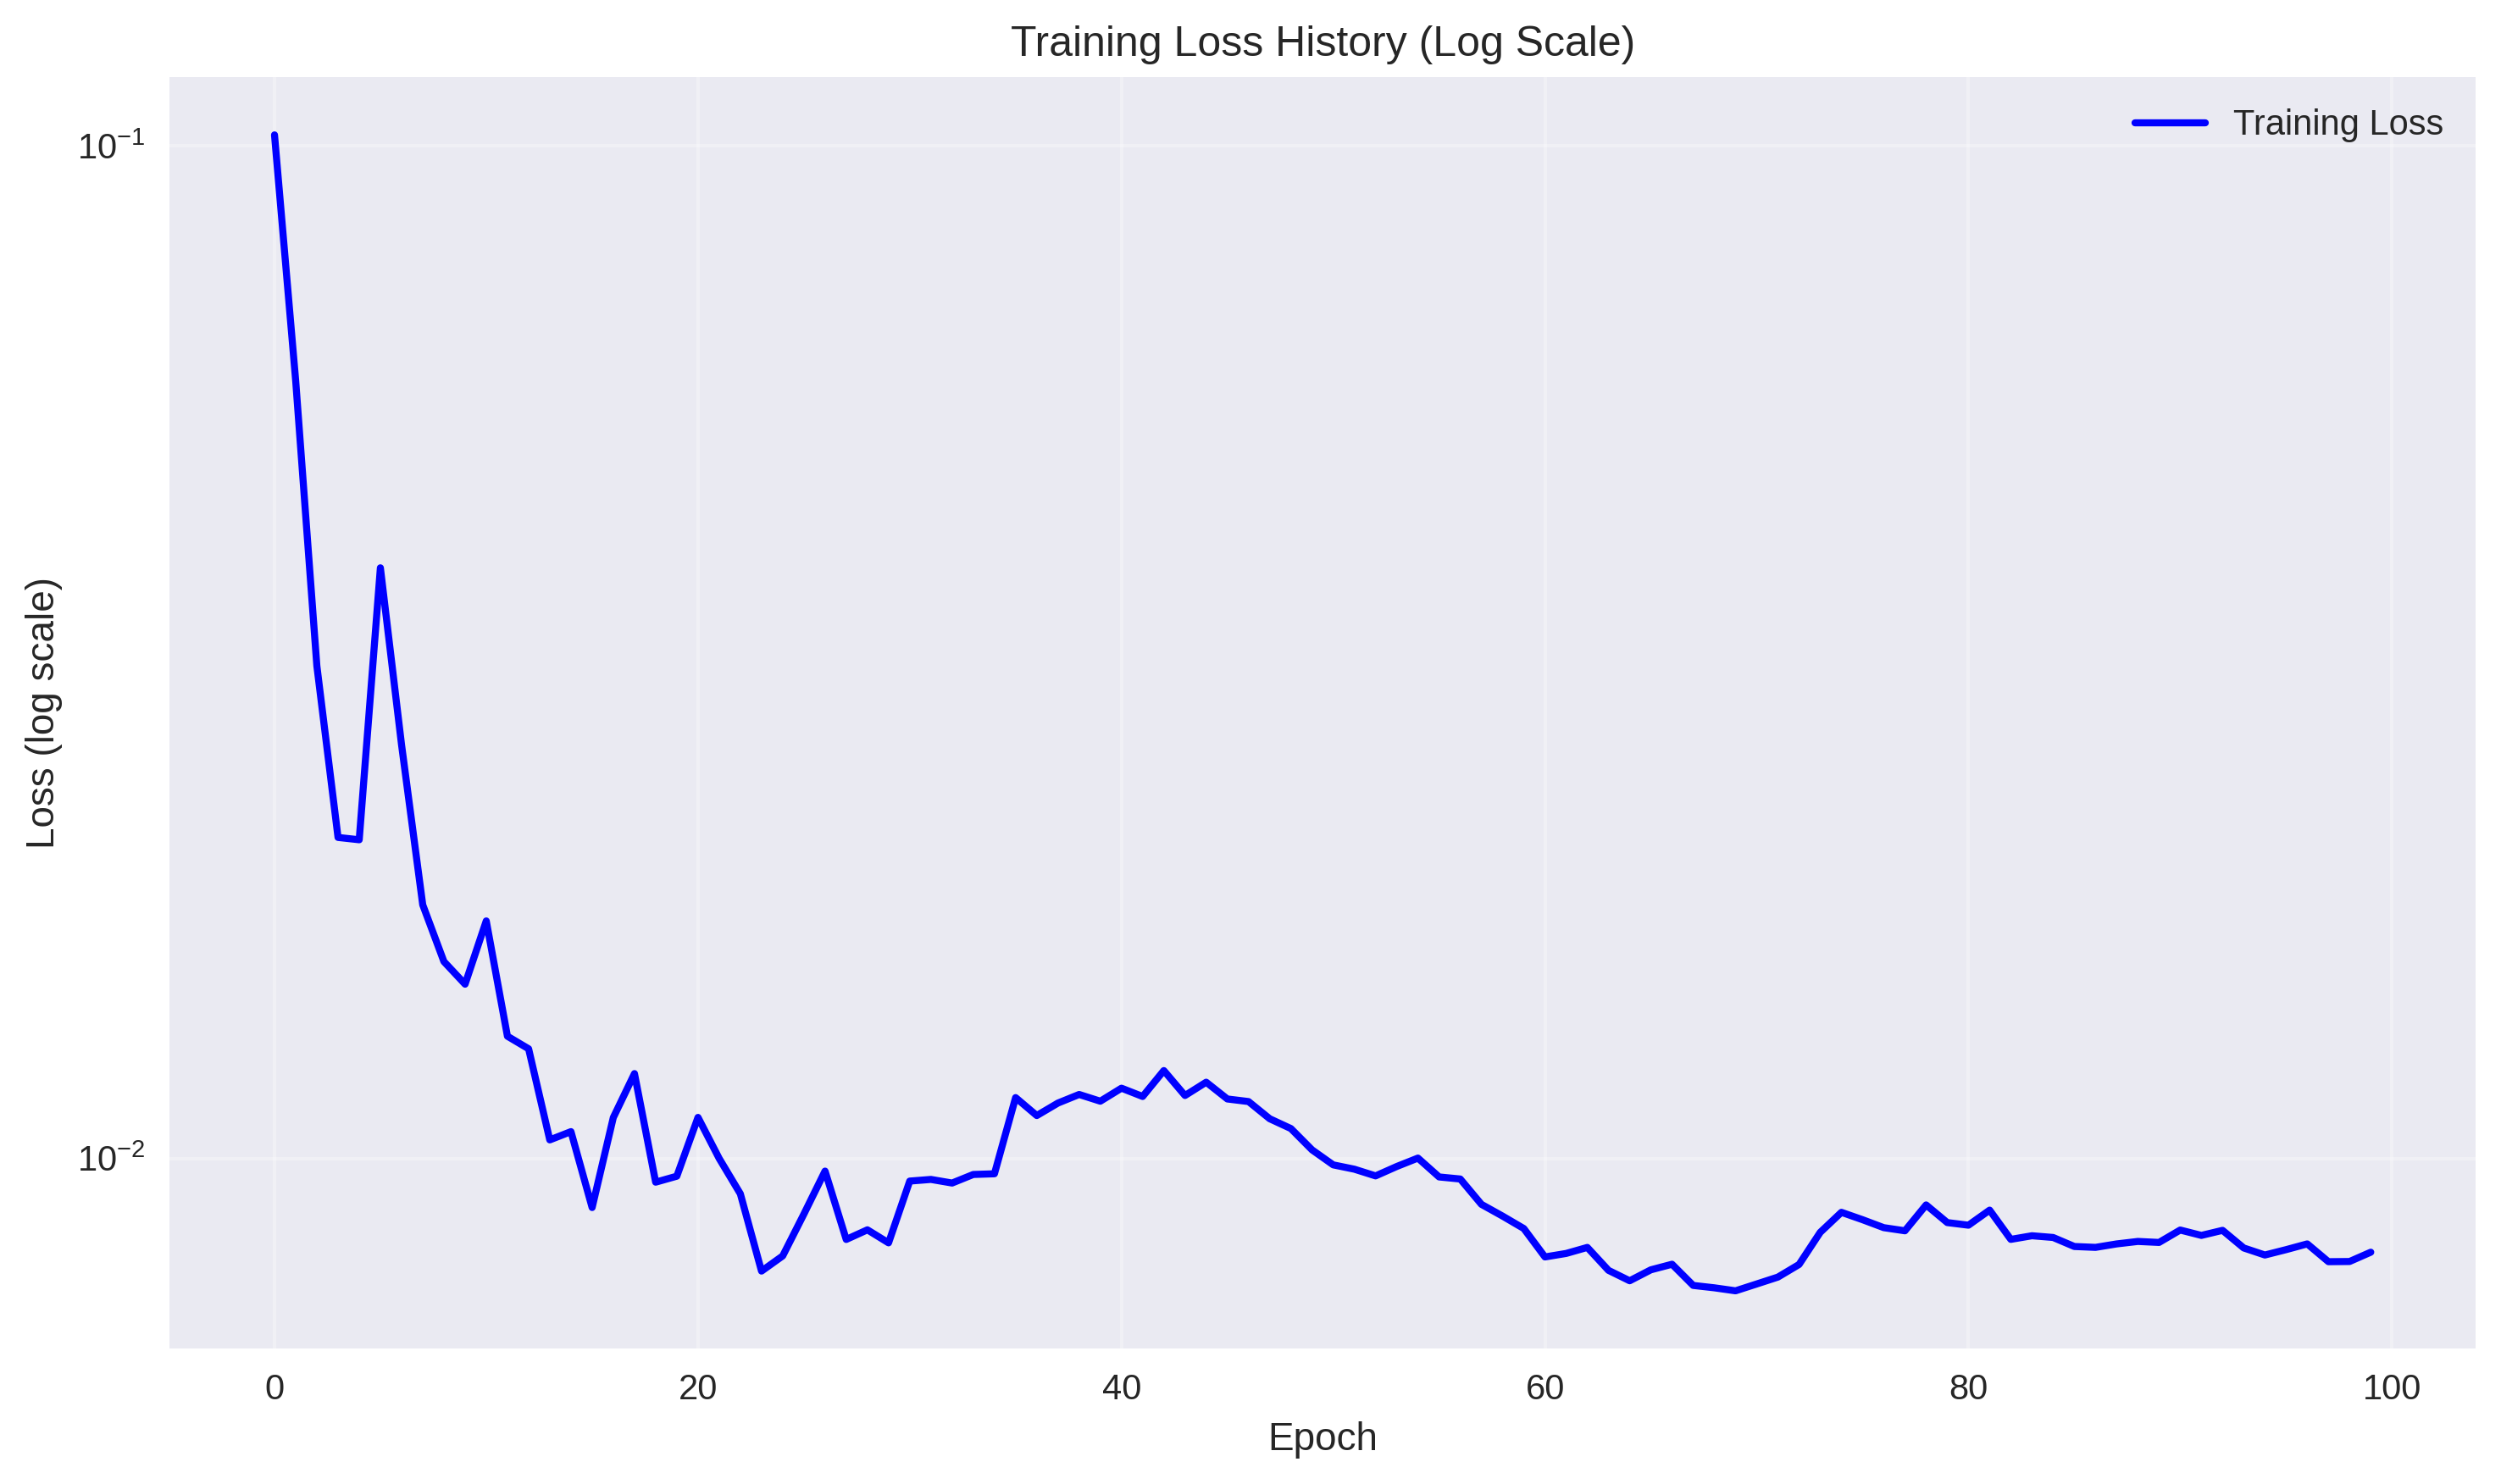 Training Loss History (Log Scale)
Training Loss
10⁻¹
10⁻²
Loss (log scale)
0 20 40 60 80 100
Epoch